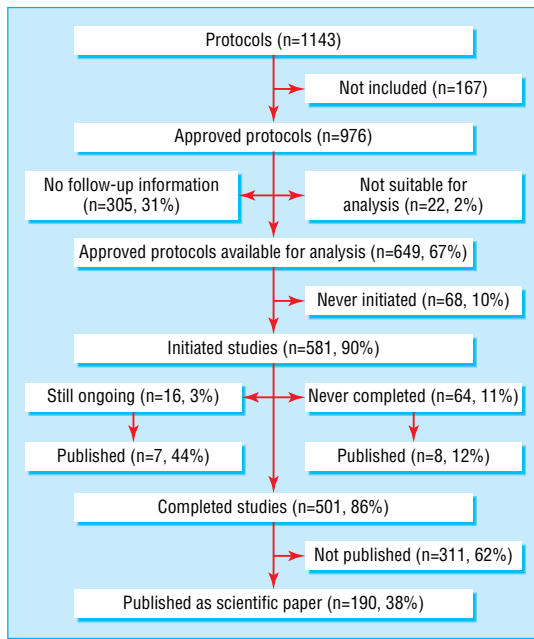 Protocols (n=1143)
Not included (n=167)
Approved protocols (n=976)
No follow-up information
(n=305, 31%)
Not suitable for
analysis (n=22, 2%)
Approved protocols available for analysis (n=649, 67%)
Never initiated (n=68, 10%)
Initiated studies (n=581, 90%)
Still ongoing (n=16, 3%)
Never completed (n=64, 11%)
Published (n=7, 44%)
Published (n=8, 12%)
Completed studies (n=501, 86%)
Not published (n=311, 62%)
Published as scientific paper (n=190, 38%)